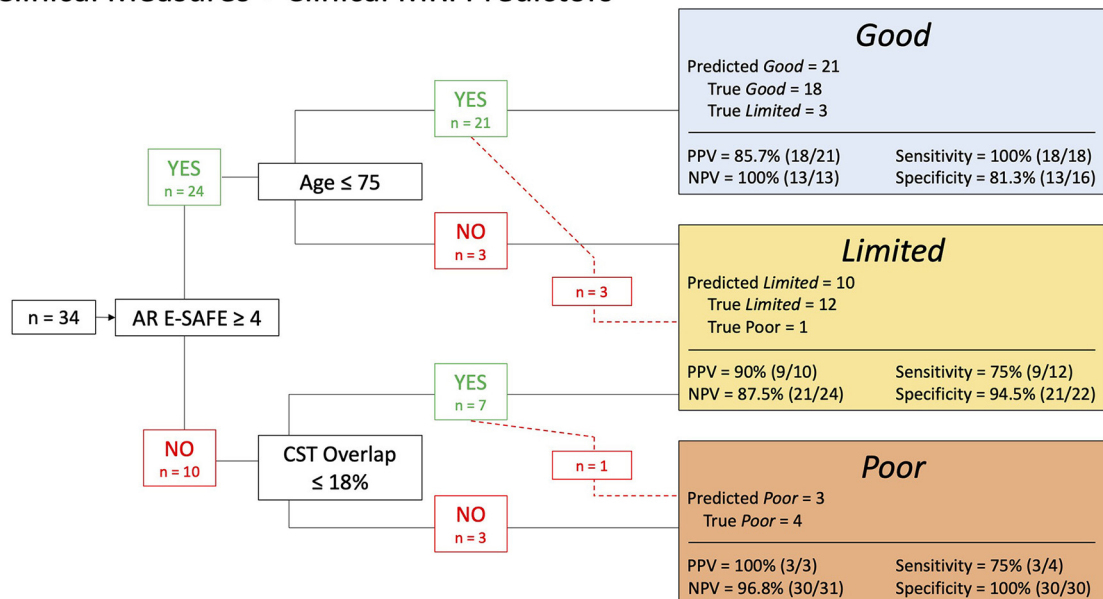 Clinical Measures + Clinical MRI Predictors
Good
Predicted Good = 21
True Good = 18
True Limited = 3
PPV = 85.7% (18/21) Sensitivity = 100% (18/18)
NPV = 100% (13/13) Specificity = 81.3% (13/16)
YES
n = 21
YES
n = 24
Age ≤ 75
NO
n = 3
n = 3
Limited
Predicted Limited = 10
True Limited = 12
True Poor = 1
PPV = 90% (9/10) Sensitivity = 75% (9/12)
NPV = 87.5% (21/24) Specificity = 94.5% (21/22)
n = 34
AR E-SAFE ≥ 4
YES
n = 7
NO
n = 10
CST Overlap
≤ 18%
n = 1
NO
n = 3
Poor
Predicted Poor = 3
True Poor = 4
PPV = 100% (3/3) Sensitivity = 75% (3/4)
NPV = 96.8% (30/31) Specificity = 100% (30/30)